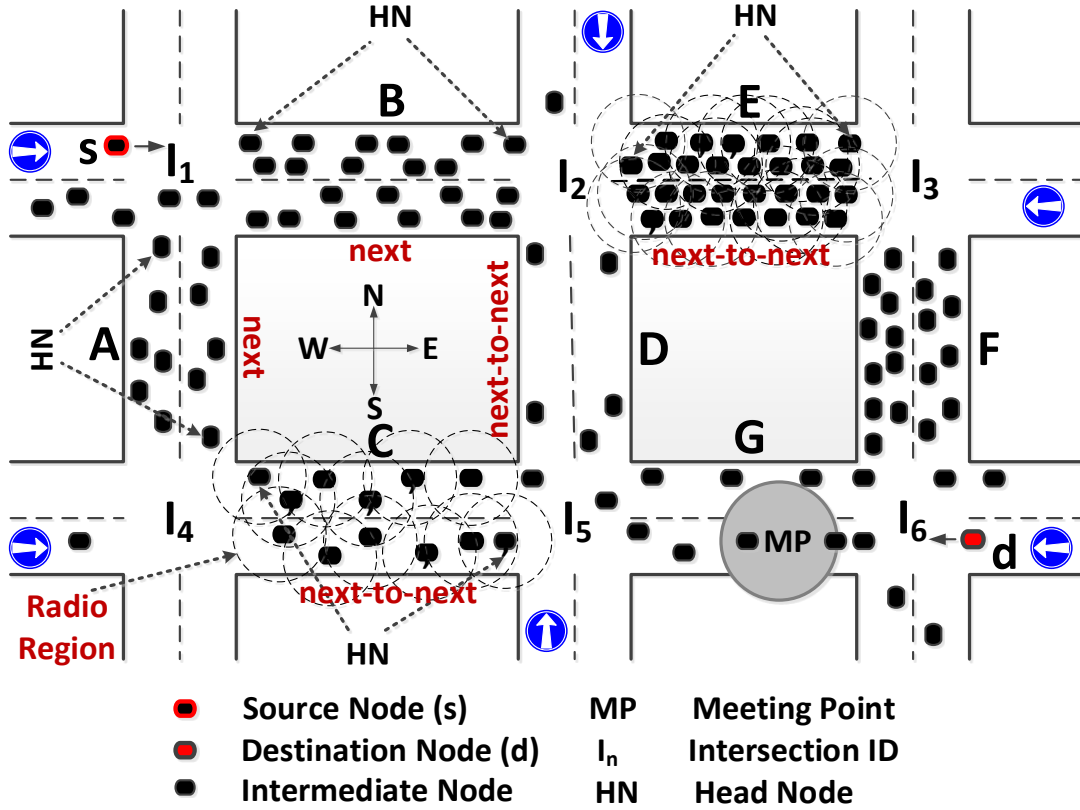 HN
HN
B
E
s
I1
I2
I3
next
next-to-next
N
W
E
S
next
next-to-next
HN
A
D
F
C
G
I4
I5
I6
MP
d
next-to-next
Radio
Region
HN
Source Node (s)
MP
Meeting Point
Destination Node (d)
In
Intersection ID
Intermediate Node
HN
Head Node